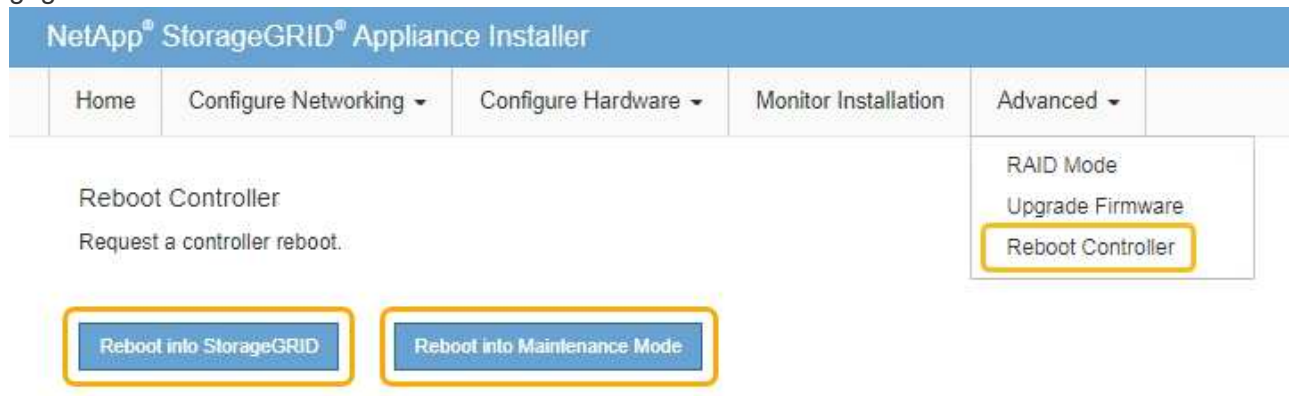 NetApp® StorageGRID® Appliance Installer
Home Configure Networking Configure Hardware Monitor Installation Advanced
RAID Mode
Upgrade Firmware
Reboot Controller
Reboot Controller
Request a controller reboot.
Reboot into StorageGRID Reboot into Maintenance Mode